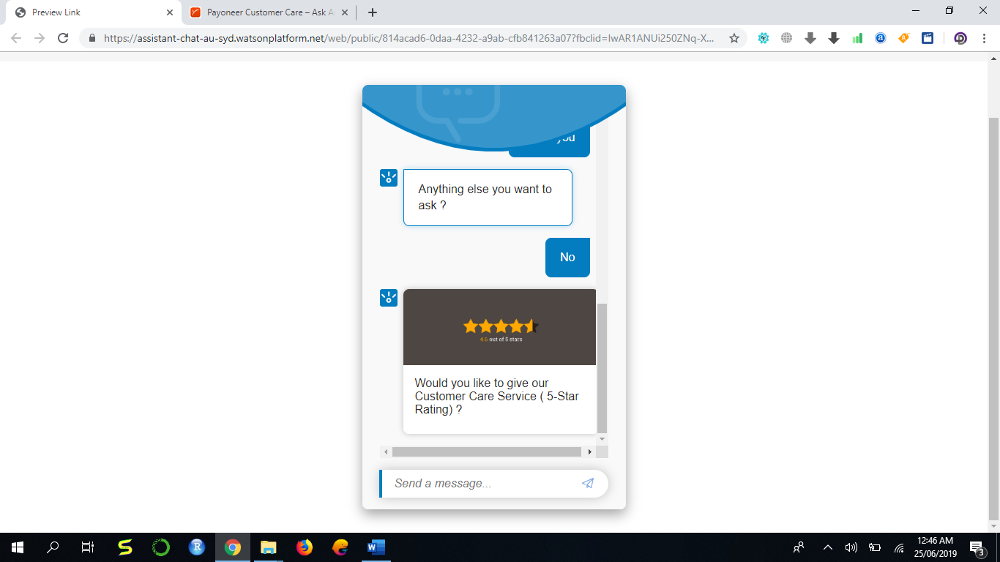 Preview Link
Payoneer Customer Care – Ask A
https://assistant-chat-au-syd.watsonplatform.net/web/public/814acad6-0daa-4232-a9ab-cfb841263a07?fbclid=IwAR1ANUi250ZNq-X...
you
Anything else you want to
ask ?
No
4.6 out of 5 stars
Would you like to give our
Customer Care Service ( 5-Star
Rating) ?
Send a message...
12:46 AM
25/06/2019
3